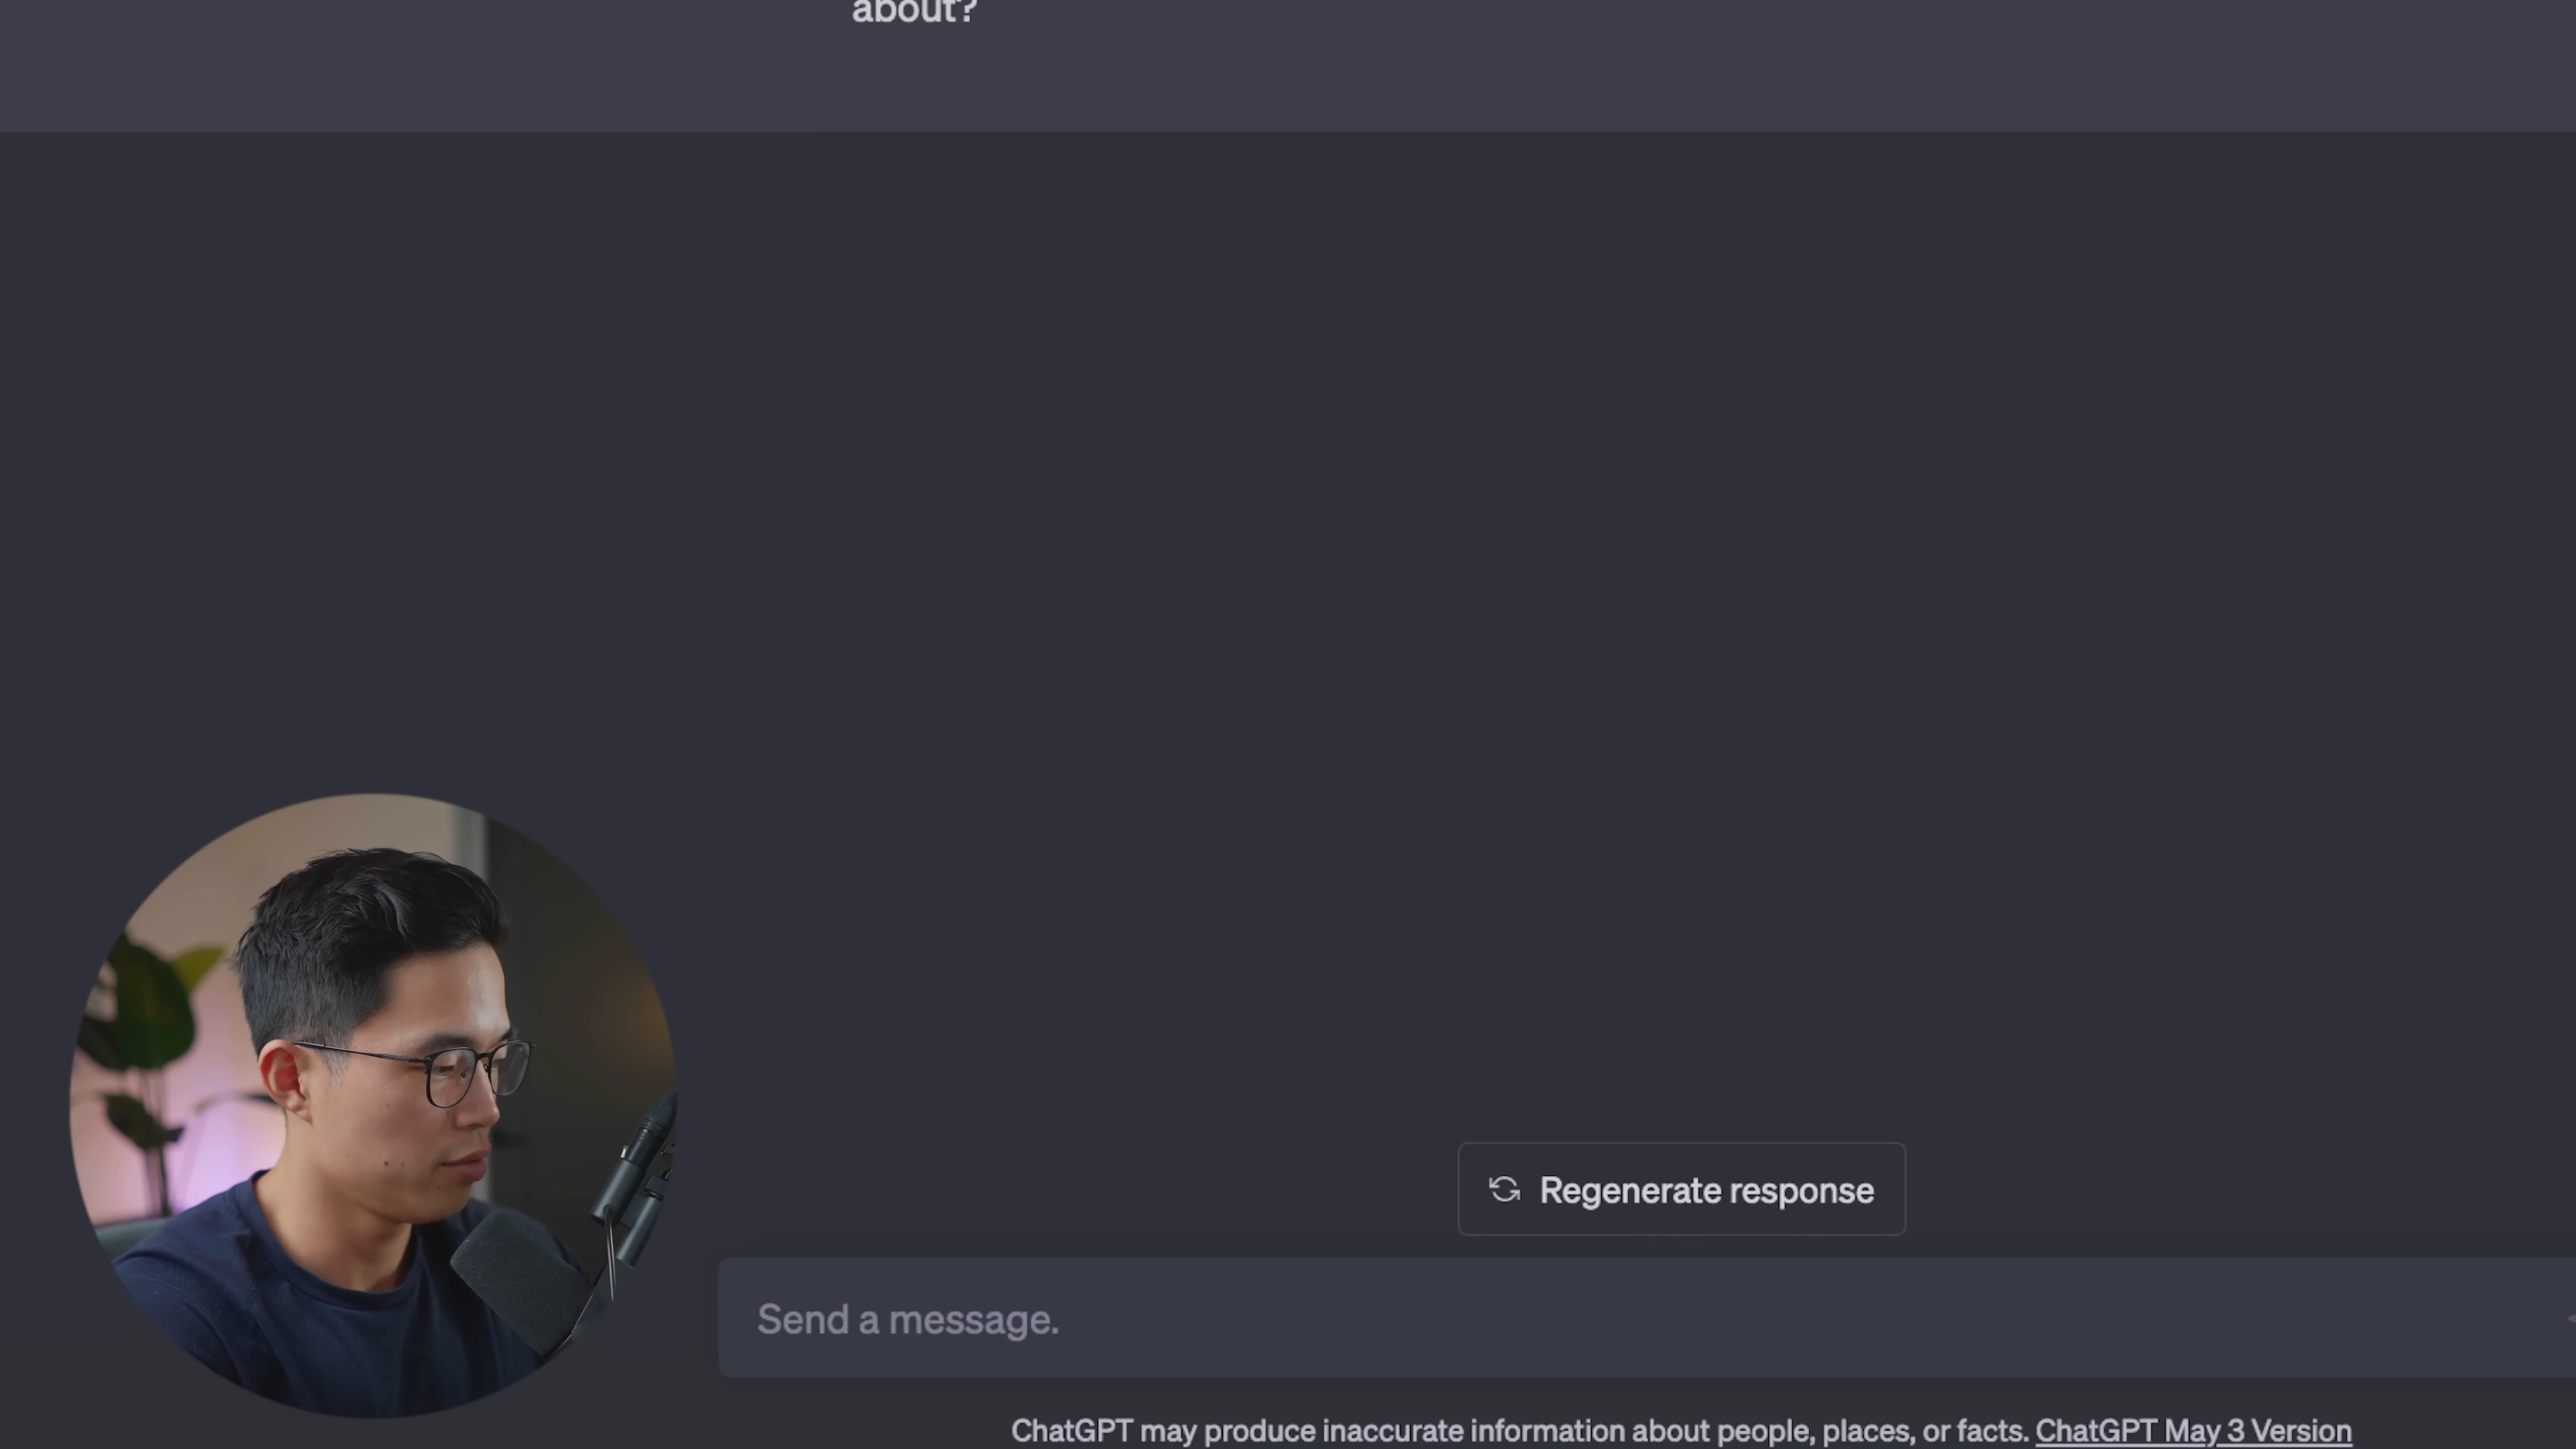 about?
Regenerate response
Send a message.
ChatGPT may produce inaccurate information about people, places, or facts. ChatGPT May 3 Version